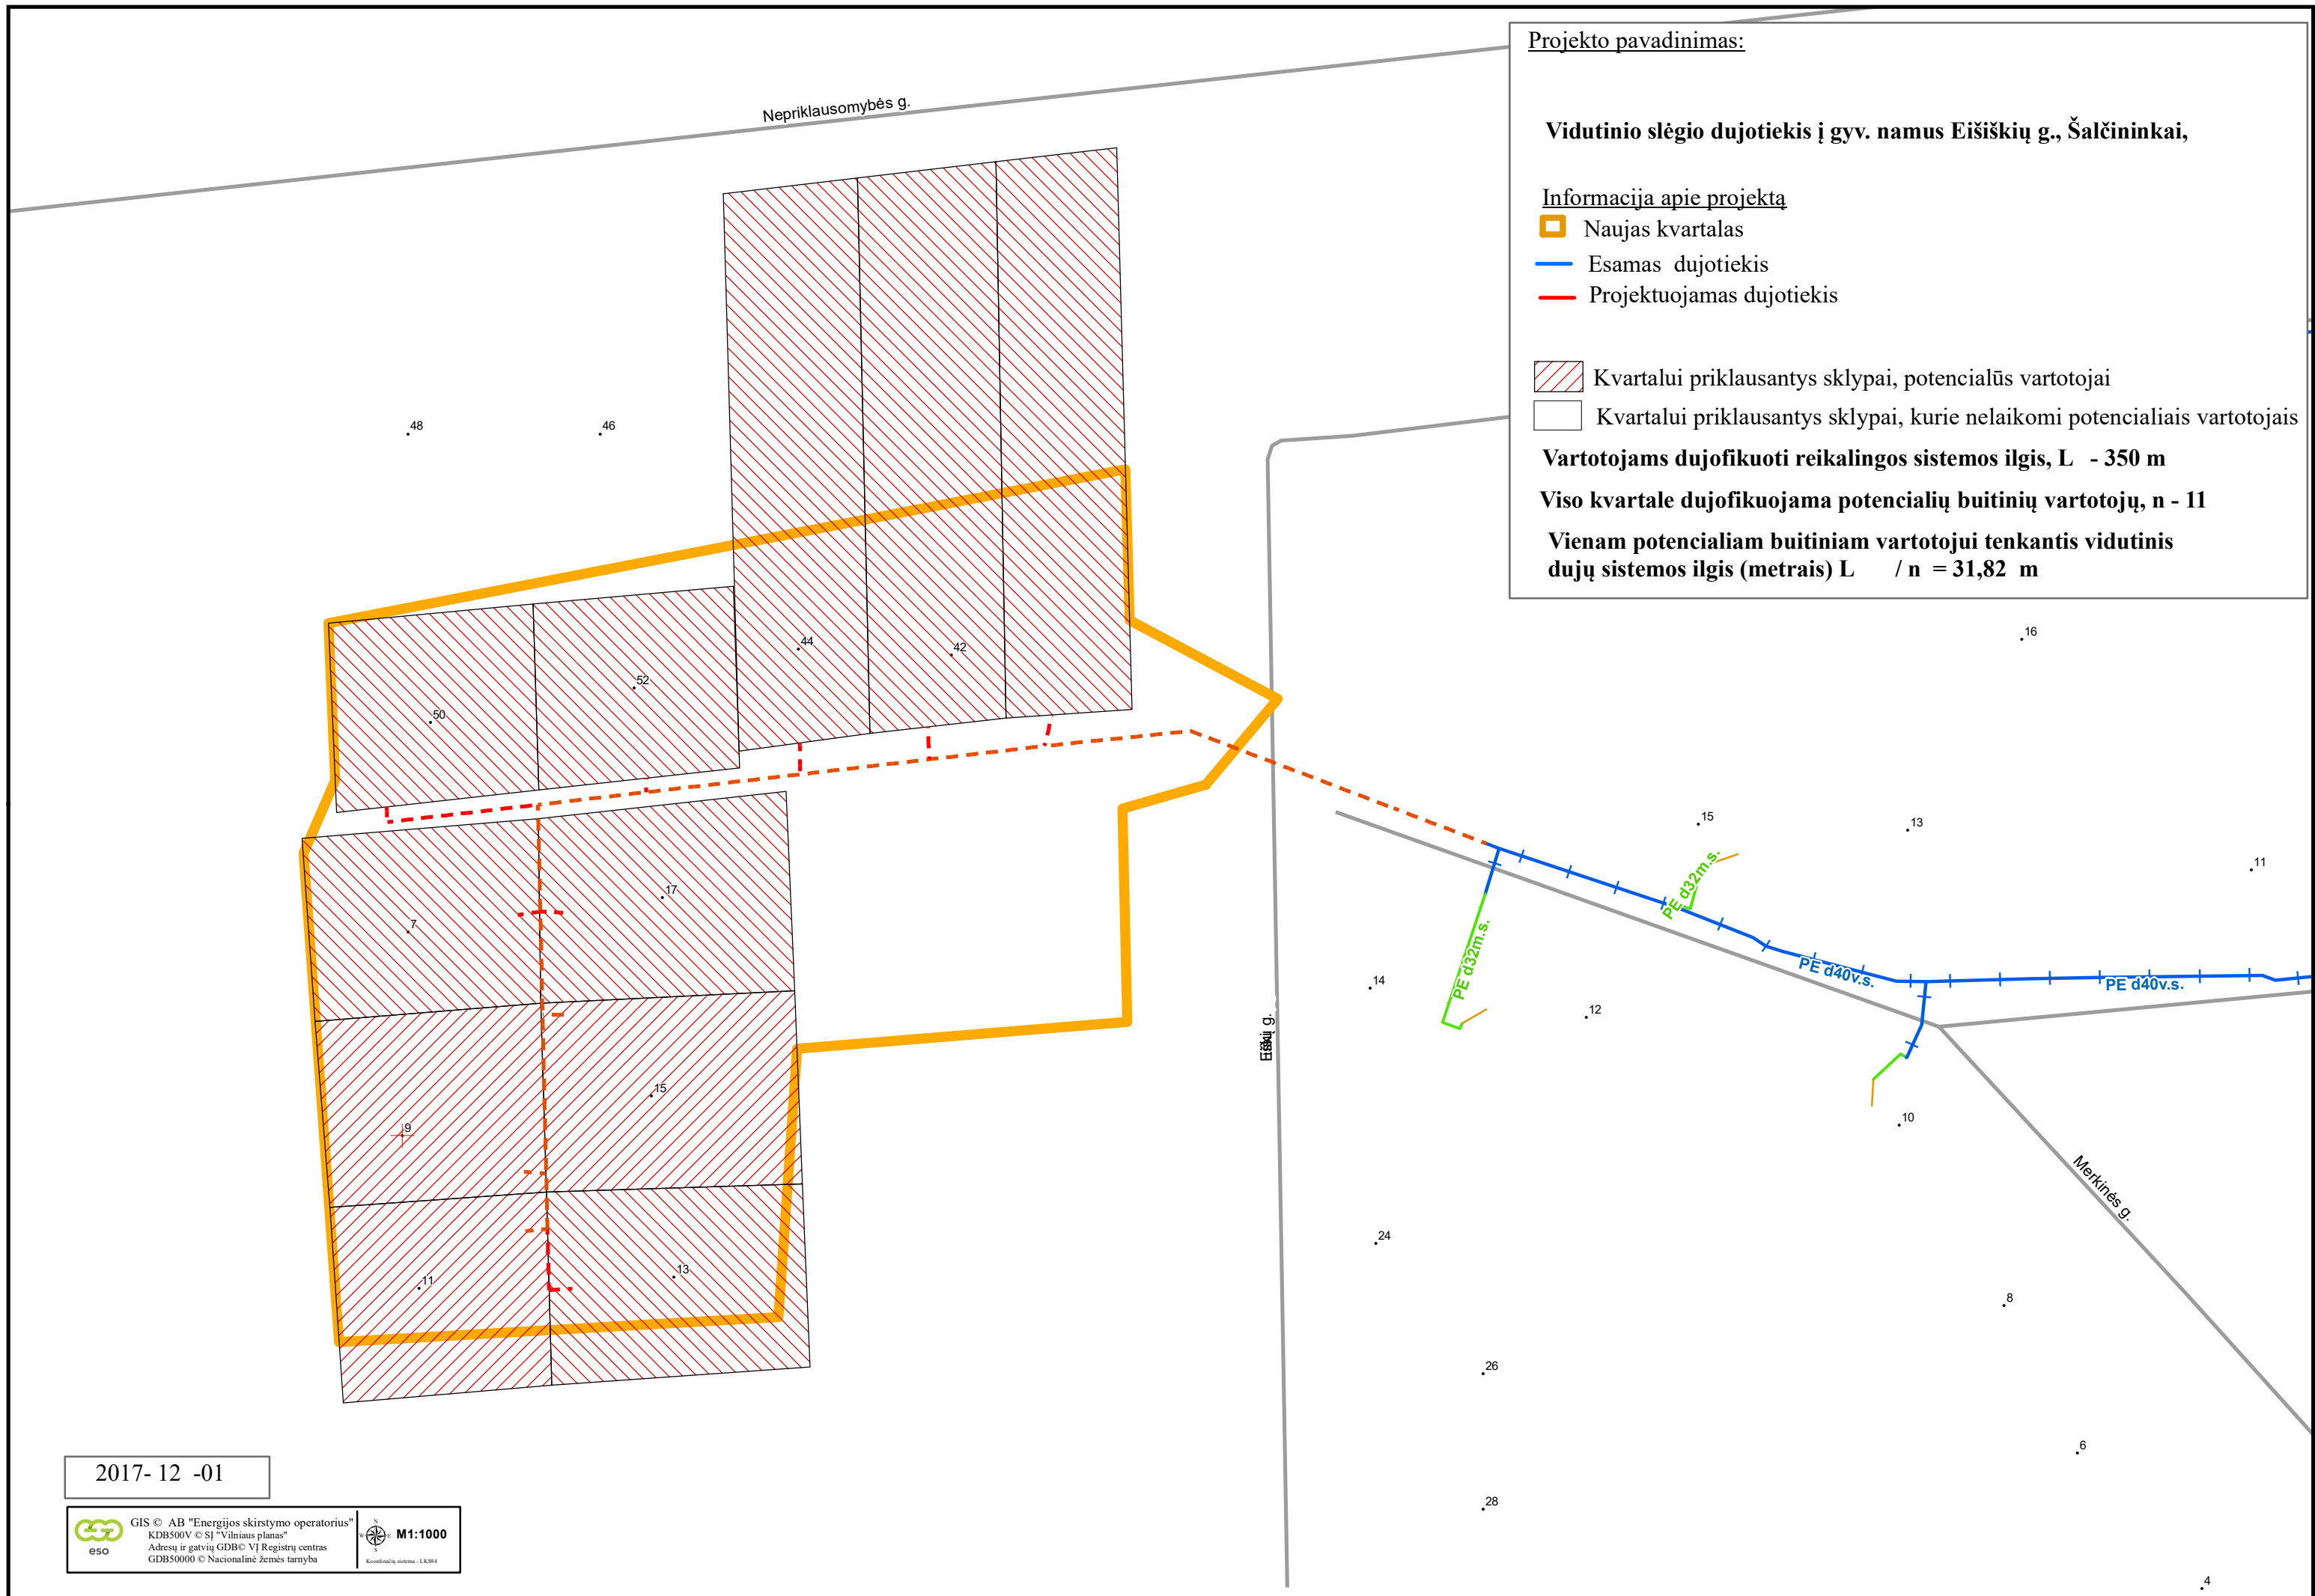 Projekto pavadinimas:
Vidutinio slėgio dujotiekis į gyv. namus Eišiškių g., Šalčininkai,
Informacija apie projektą
Naujas kvartalas
Esamas dujotiekis
Projektuojamas dujotiekis
Kvartalui priklausantys sklypai, potencialūs vartotojai
Kvartalui priklausantys sklypai, kurie nelaikomi potencialiais vartotojais
Vartotojams dujofikuoti reikalingos sistemos ilgis, L - 350 m
Viso kvartale dujofikuojama potencialių buitinių vartotojų, n - 11
Vienam potencialiam buitiniam vartotojui tenkantis vidutinis
dujų sistemos ilgis (metrais) L / n = 31,82 m
Nepriklausomybės g.
48
46
44
42
52
50
16
15
13
11
17
7
PE d32m.s.
PE d32m.s.
PE d40v.s.
PE d40v.s.
14
12
15
9
10
Merkinės g.
24
13
11
8
26
6
28
4
2017- 12 -01
eso
GIS © AB "Energijos skirstymo operatorius"
KDB500V © SĮ "Vilniaus planas"
Adresų ir gatvių GDB© VĮ Registrų centras
GDB50000 © Nacionalinė žemės tarnyba
N
W
E
S
M1:1000
Koordinačių sistema - LKS94